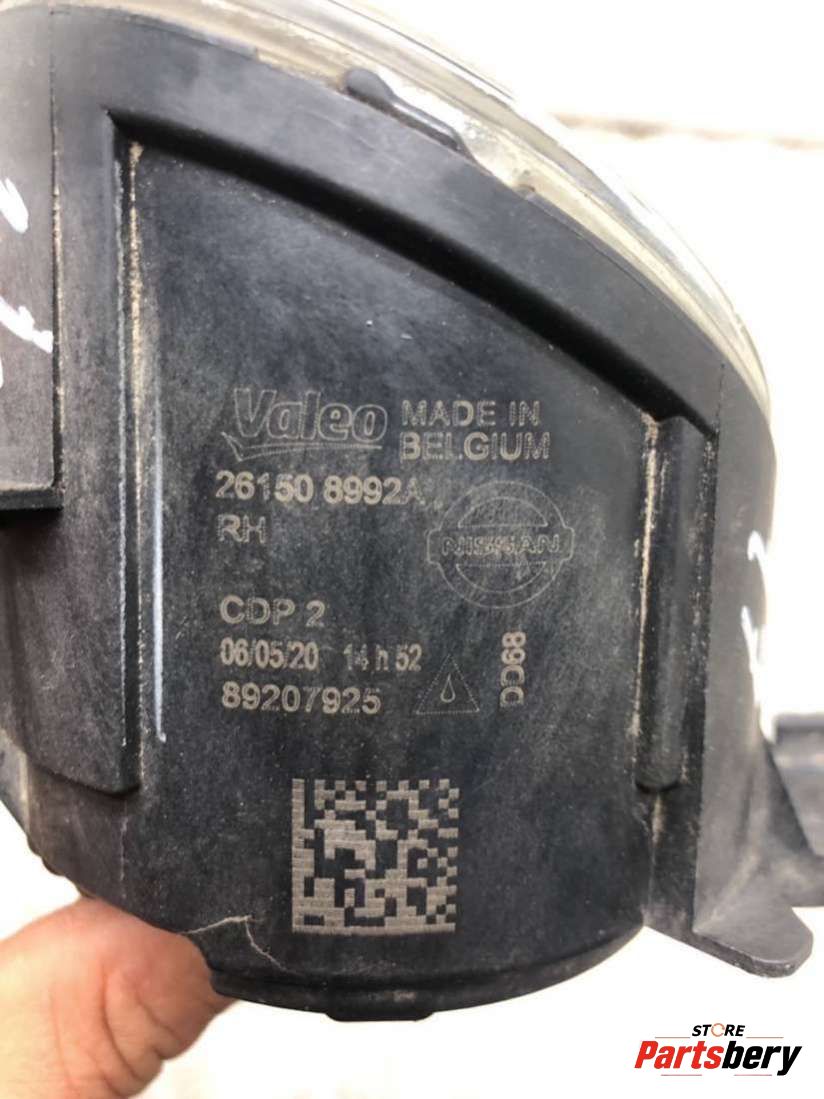 Valeo MADE IN
BELGIUM
26150 8992A
RH
NISSAN
CDP 2
06/05/20 14 h 52
89207925
DD68
STORE
Partsbery